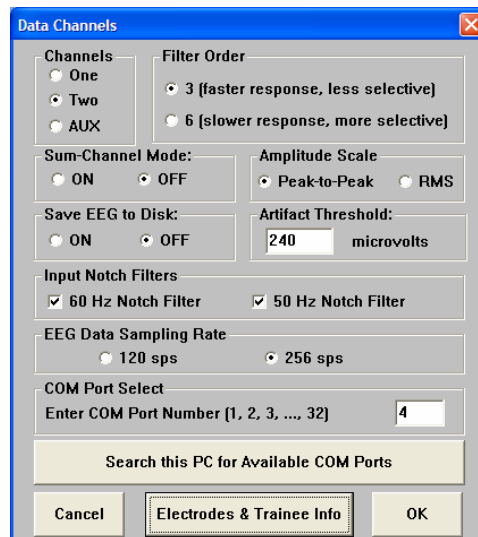 Data Channels
Channels
One
Two
AUX
Filter Order
3 (faster response, less selective)
6 (slower response, more selective)
Sum-Channel Mode:
ON OFF
Amplitude Scale
Peak-to-Peak RMS
Save EEG to Disk:
ON OFF
Artifact Threshold:
240 microvolts
Input Notch Filters
60 Hz Notch Filter 50 Hz Notch Filter
EEG Data Sampling Rate
120 sps 256 sps
COM Port Select
Enter COM Port Number (1, 2, 3, ..., 32) 4
Search this PC for Available COM Ports
Cancel Electrodes & Trainee Info OK